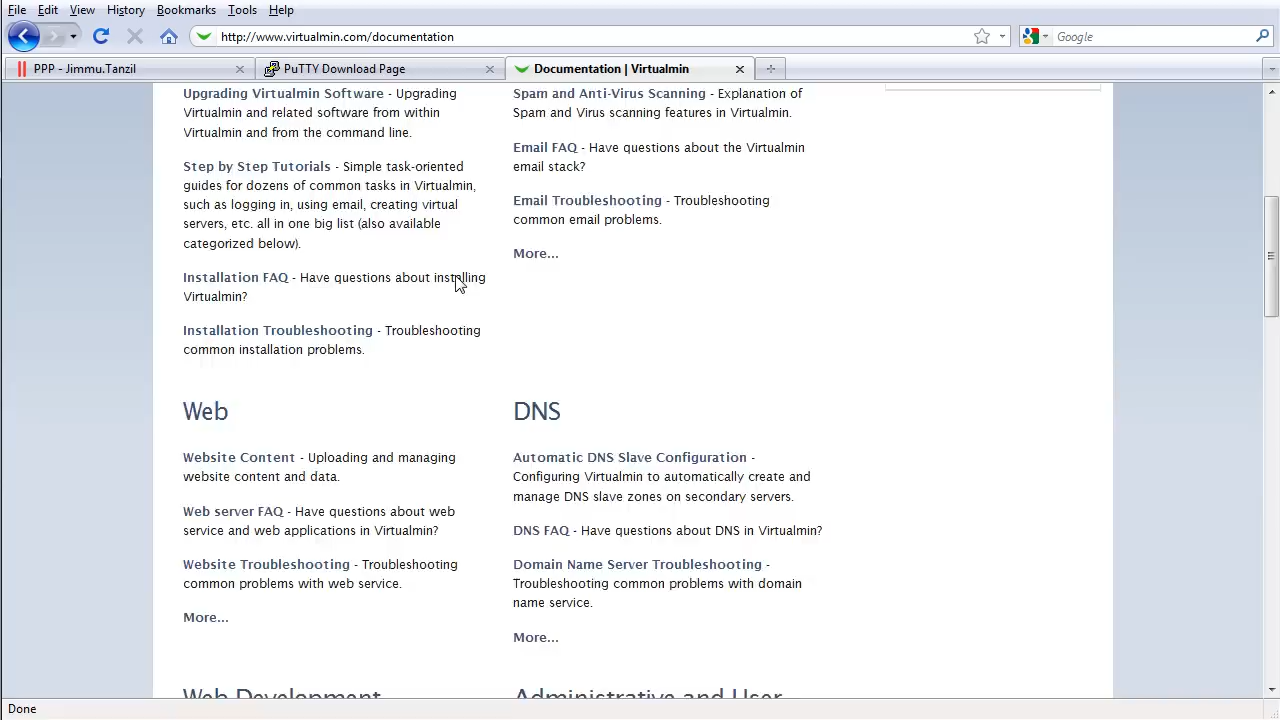 File Edit View History Bookmarks Tools Help
http://www.virtualmin.com/documentation
Google
PPP - Jimmu.Tanzil
PuTTY Download Page
Documentation | Virtualmin
Upgrading Virtualmin Software - Upgrading
Virtualmin and related software from within
Virtualmin and from the command line.
Step by Step Tutorials - Simple task-oriented
guides for dozens of common tasks in Virtualmin,
such as logging in, using email, creating virtual
servers, etc. all in one big list (also available
categorized below).
Installation FAQ - Have questions about installing
Virtualmin?
Installation Troubleshooting - Troubleshooting
common installation problems.
Spam and Anti-Virus Scanning - Explanation of
Spam and Virus scanning features in Virtualmin.
Email FAQ - Have questions about the Virtualmin
email stack?
Email Troubleshooting - Troubleshooting
common email problems.
More...
Web
Website Content - Uploading and managing
website content and data.
Web server FAQ - Have questions about web
service and web applications in Virtualmin?
Website Troubleshooting - Troubleshooting
common problems with web service.
More...
DNS
Automatic DNS Slave Configuration -
Configuring Virtualmin to automatically create and
manage DNS slave zones on secondary servers.
DNS FAQ - Have questions about DNS in Virtualmin?
Domain Name Server Troubleshooting -
Troubleshooting common problems with domain
name service.
More...
Web Development
Administrative and User
Done